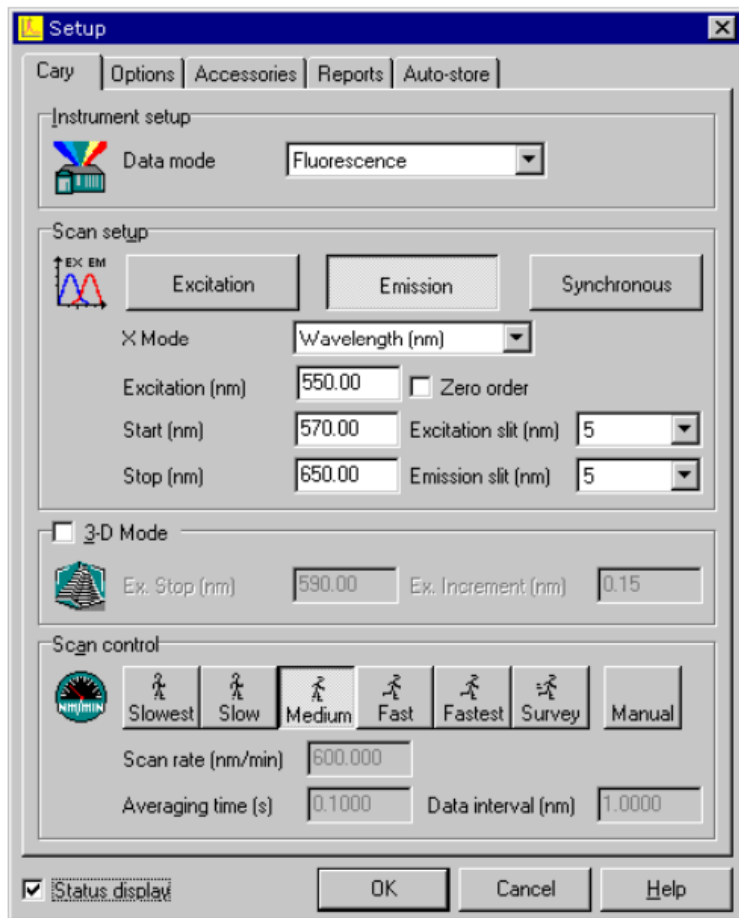 Setup
Cary Options Accessories Reports Auto-store
Instrument setup
Data mode Fluorescence
Scan setup
EX EM
Excitation Emission Synchronous
X Mode Wavelength (nm)
Excitation (nm) 550.00 Zero order
Start (nm) 570.00 Excitation slit (nm) 5
Stop (nm) 650.00 Emission slit (nm) 5
3-D Mode
Ex. Stop (nm) 590.00 Ex. Increment (nm) 0.15
Scan control
NM/MIN
Slowest Slow Medium Fast Fastest Survey Manual
Scan rate (nm/min) 600.000
Averaging time (s) 0.1000 Data interval (nm) 1.0000
Status display OK Cancel Help